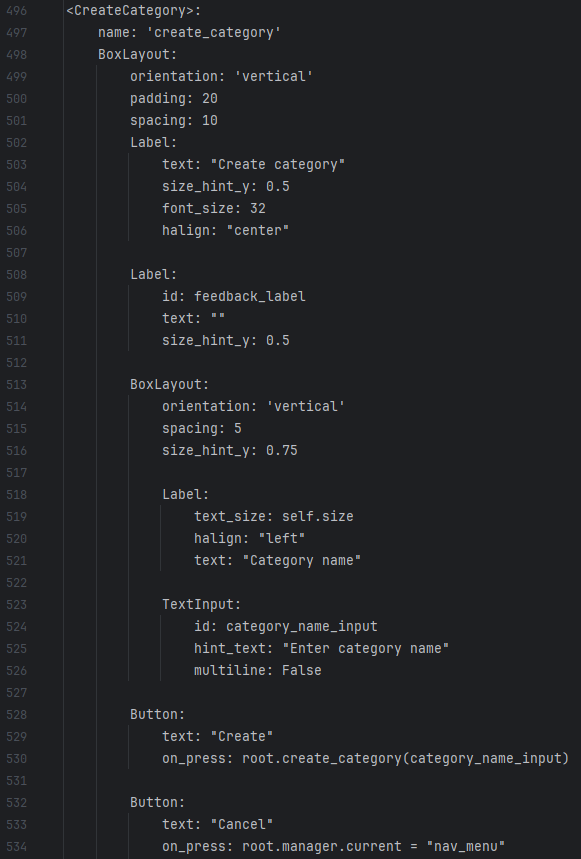 496 <CreateCategory>:
497     name: 'create_category'
498     BoxLayout:
499         orientation: 'vertical'
500         padding: 20
501         spacing: 10
502         Label:
503             text: "Create category"
504             size_hint_y: 0.5
505             font_size: 32
506             halign: "center"
507
508         Label:
509             id: feedback_label
510             text: ""
511             size_hint_y: 0.5
512
513         BoxLayout:
514             orientation: 'vertical'
515             spacing: 5
516             size_hint_y: 0.75
517
518             Label:
519                 text_size: self.size
520                 halign: "left"
521                 text: "Category name"
522
523             TextInput:
524                 id: category_name_input
525                 hint_text: "Enter category name"
526                 multiline: False
527
528         Button:
529             text: "Create"
530             on_press: root.create_category(category_name_input)
531
532         Button:
533             text: "Cancel"
534             on_press: root.manager.current = "nav_menu"